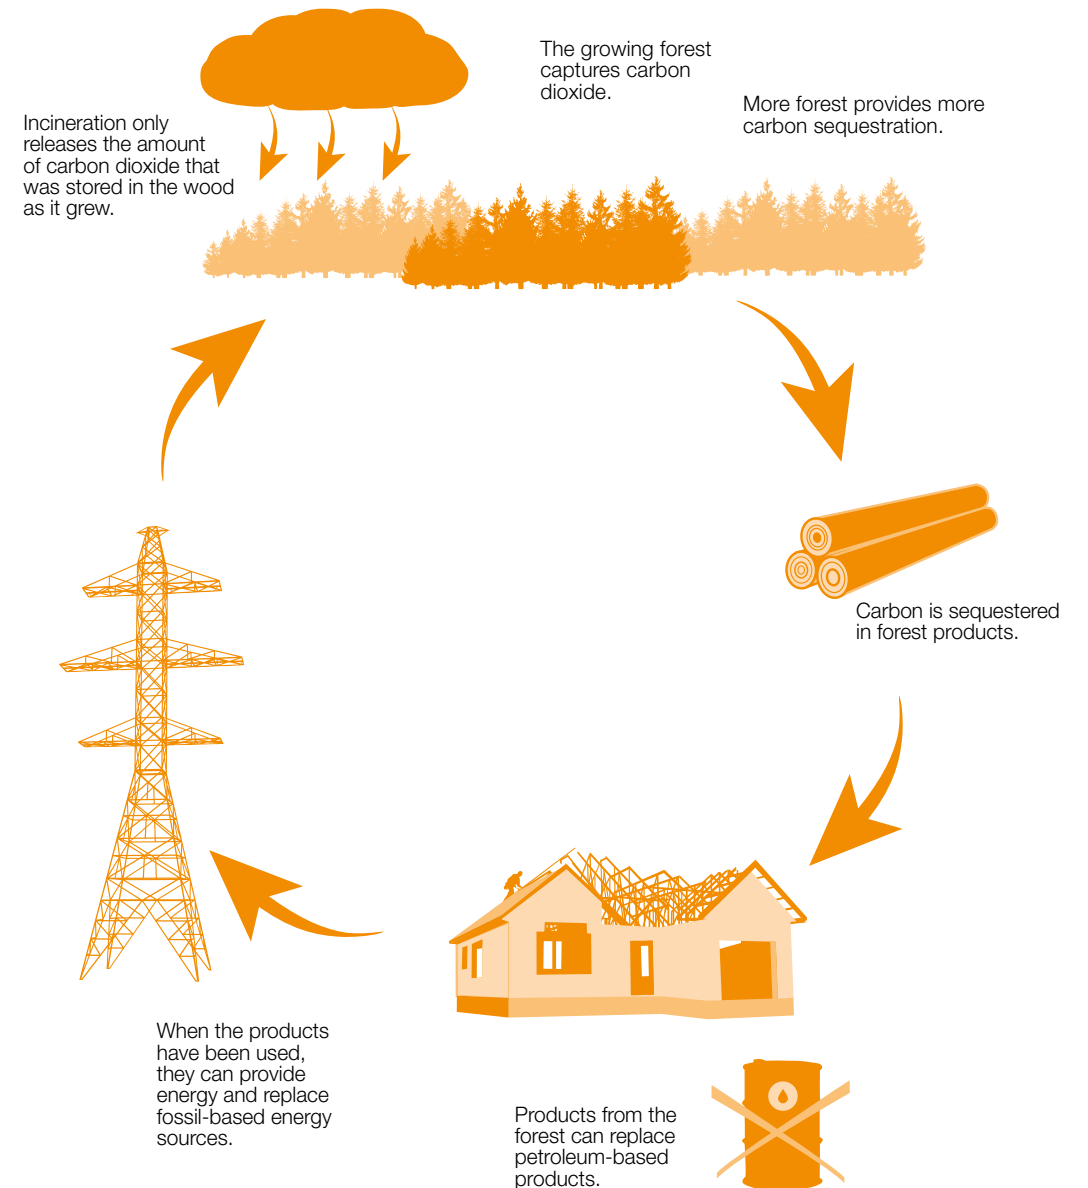 The growing forest
captures carbon
dioxide.
More forest provides more
carbon sequestration.
Incineration only
releases the amount
of carbon dioxide that
was stored in the wood
as it grew.
Carbon is sequestered
in forest products.
When the products
have been used,
they can provide
energy and replace
fossil-based energy
sources.
Products from the
forest can replace
petroleum-based
products.